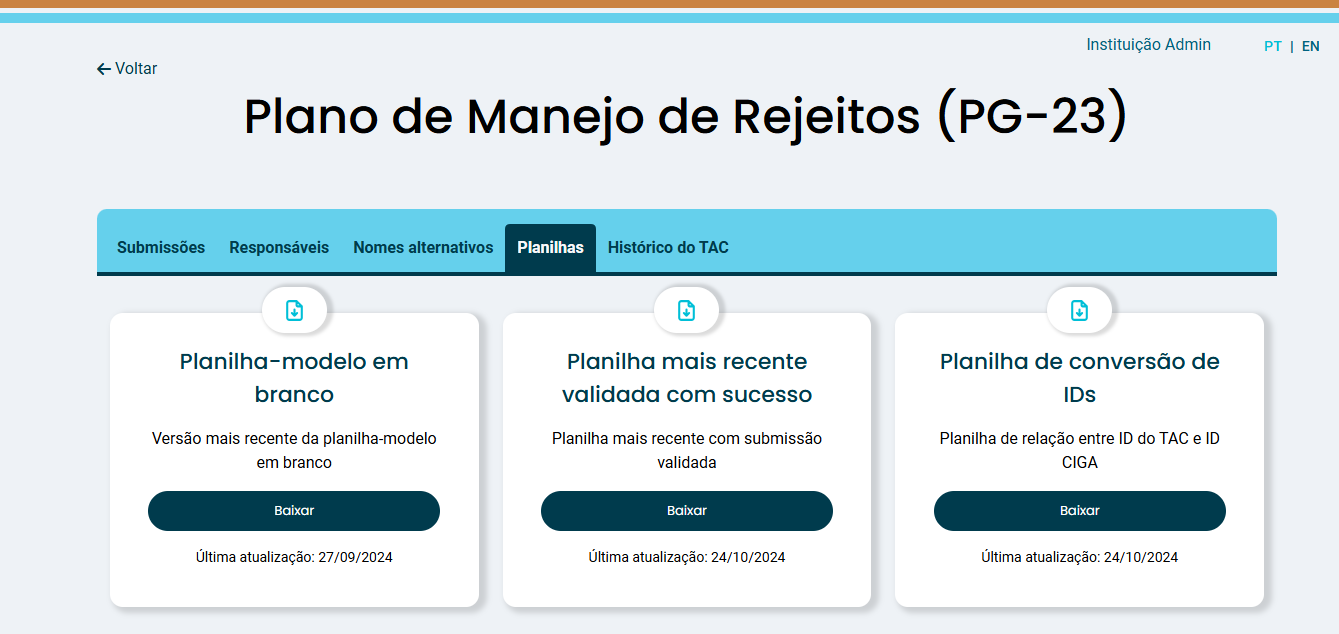 Instituição Admin
PT | EN
Voltar
Plano de Manejo de Rejeitos (PG-23)
Submissões Responsáveis Nomes alternativos Planilhas Histórico do TAC
Planilha-modelo em
branco
Versão mais recente da planilha-modelo
em branco
Baixar
Última atualização: 27/09/2024
Planilha mais recente
validada com sucesso
Planilha mais recente com submissão
validada
Baixar
Última atualização: 24/10/2024
Planilha de conversão de
IDs
Planilha de relação entre ID do TAC e ID
CIGA
Baixar
Última atualização: 24/10/2024